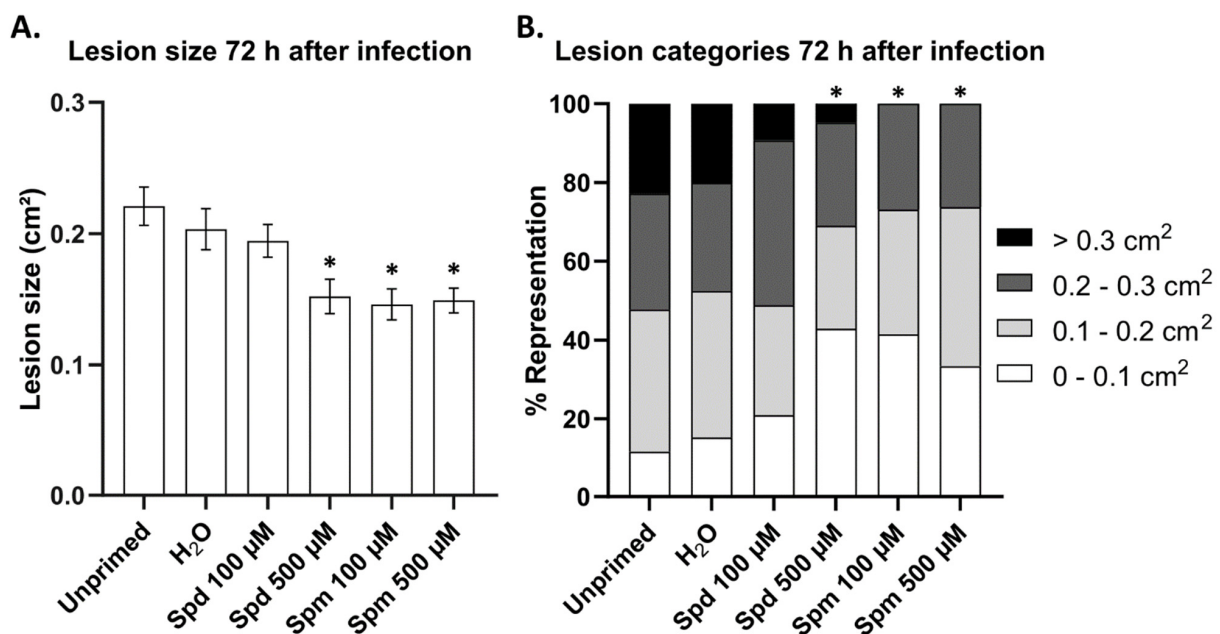 A.
Lesion size 72 h after infection
Lesion size (cm²)
0.3
0.2
0.1
0.0
* * *
Unprimed
H₂O
Spd 100 µM
Spd 500 µM
Spm 100 µM
Spm 500 µM
B.
Lesion categories 72 h after infection
% Representation
100
80
60
40
20
0
* * *
Unprimed
H₂O
Spd 100 µM
Spd 500 µM
Spm 100 µM
Spm 500 µM
> 0.3 cm²
0.2 - 0.3 cm²
0.1 - 0.2 cm²
0 - 0.1 cm²